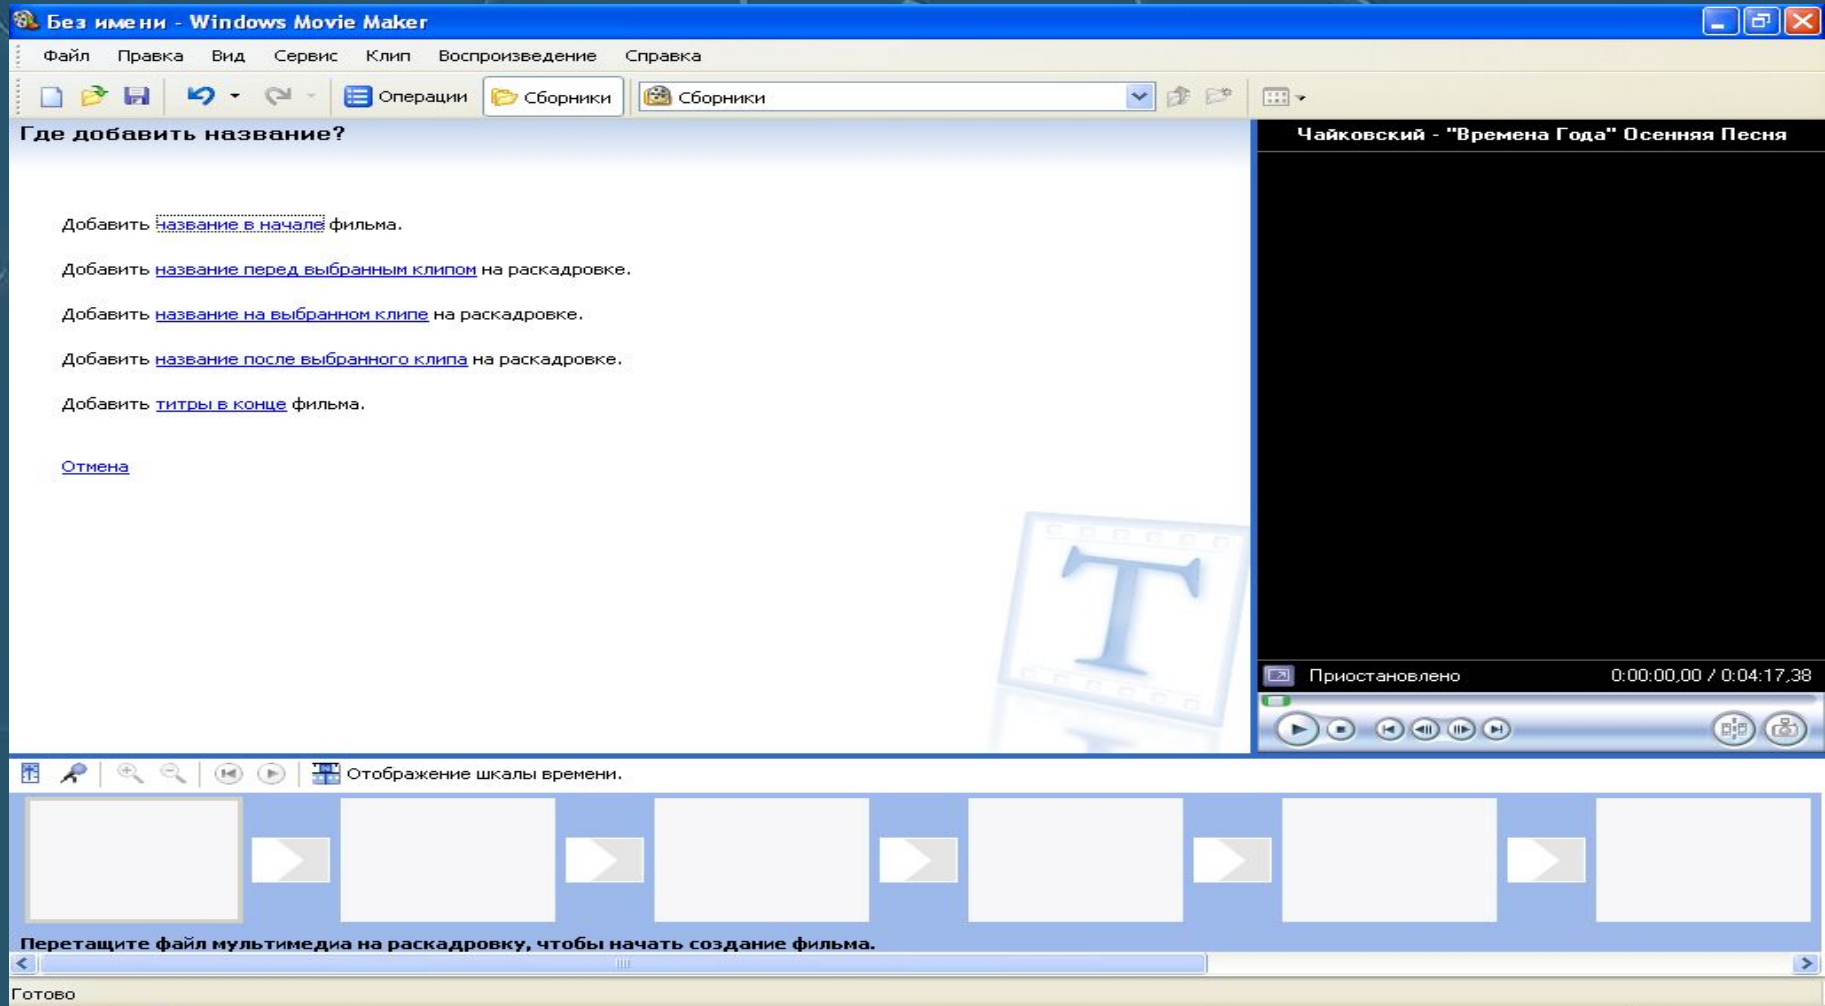 Без имени - Windows Movie Maker
Файл Правка Вид Сервис Клип Воспроизведение Справка
Операции Сборники Сборники
Где добавить название?
Чайковский - "Времена Года" Осенняя Песня
Добавить название в начале фильма.
Добавить название перед выбранным клипом на раскадровке.
Добавить название на выбранном клипе на раскадровке.
Добавить название после выбранного клипа на раскадровке.
Добавить титры в конце фильма.
Отмена
T
Приостановлено 0:00:00,00 / 0:04:17,38
Отображение шкалы времени.
Перетащите файл мультимедиа на раскадровку, чтобы начать создание фильма.
Готово